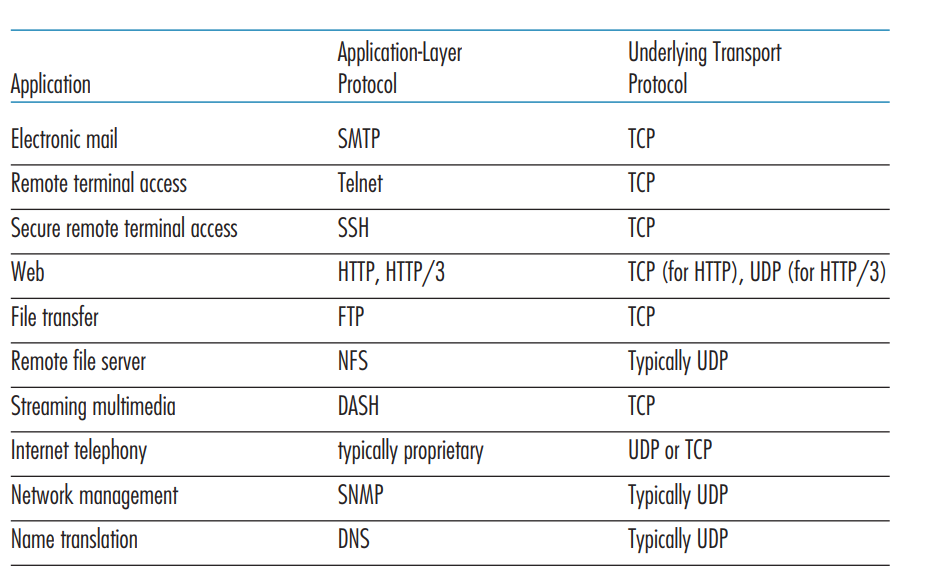 Application-Layer Underlying Transport
Application Protocol Protocol
Electronic mail SMTP TCP
Remote terminal access Telnet TCP
Secure remote terminal access SSH TCP
Web HTTP, HTTP/3 TCP (for HTTP), UDP (for HTTP/3)
File transfer FTP TCP
Remote file server NFS Typically UDP
Streaming multimedia DASH TCP
Internet telephony typically proprietary UDP or TCP
Network management SNMP Typically UDP
Name translation DNS Typically UDP